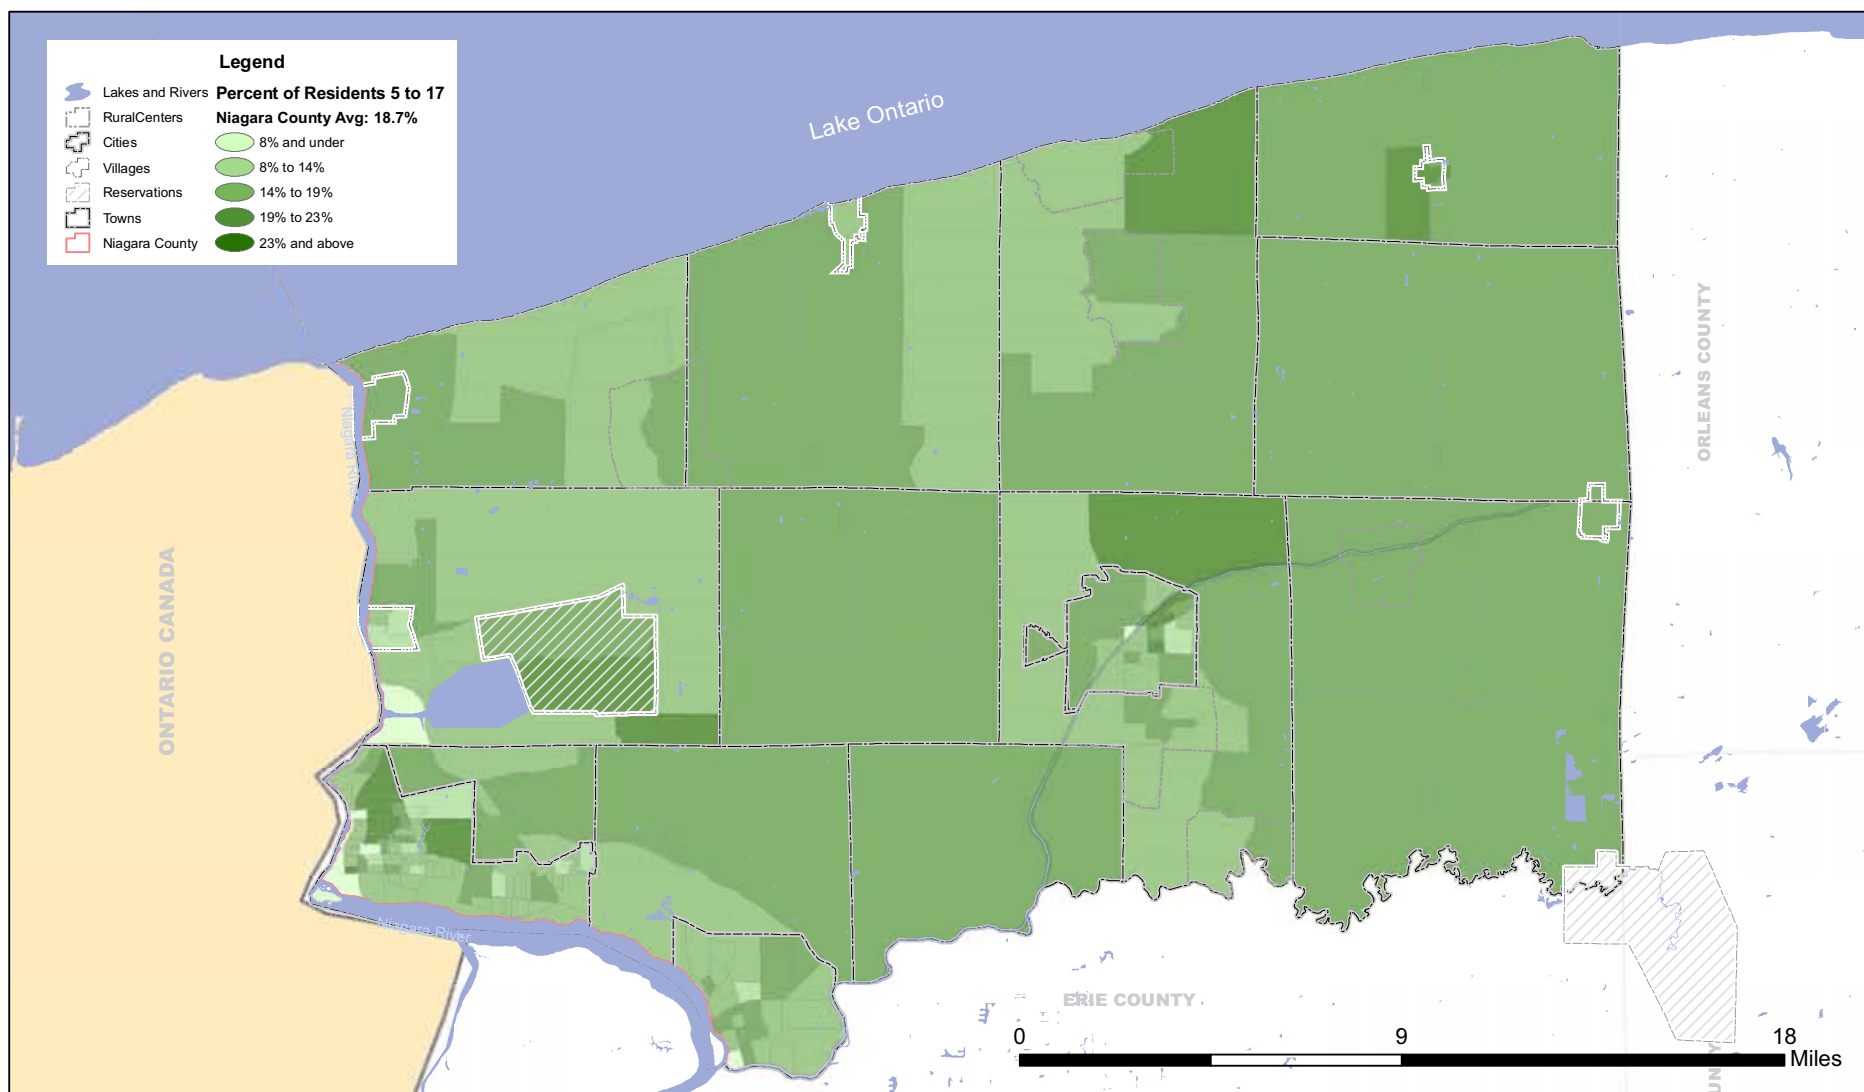 Legend
Lakes and Rivers
RuralCenters
Cities
Villages
Reservations
Towns
Niagara County
Percent of Residents 5 to 17
Niagara County Avg: 18.7%
8% and under
8% to 14%
14% to 19%
19% to 23%
23% and above
Lake Ontario
Niagara River
ORLEANS COUNTY
ONTARIO CANADA
Niagara River
ERIE COUNTY
0
9
18
Miles